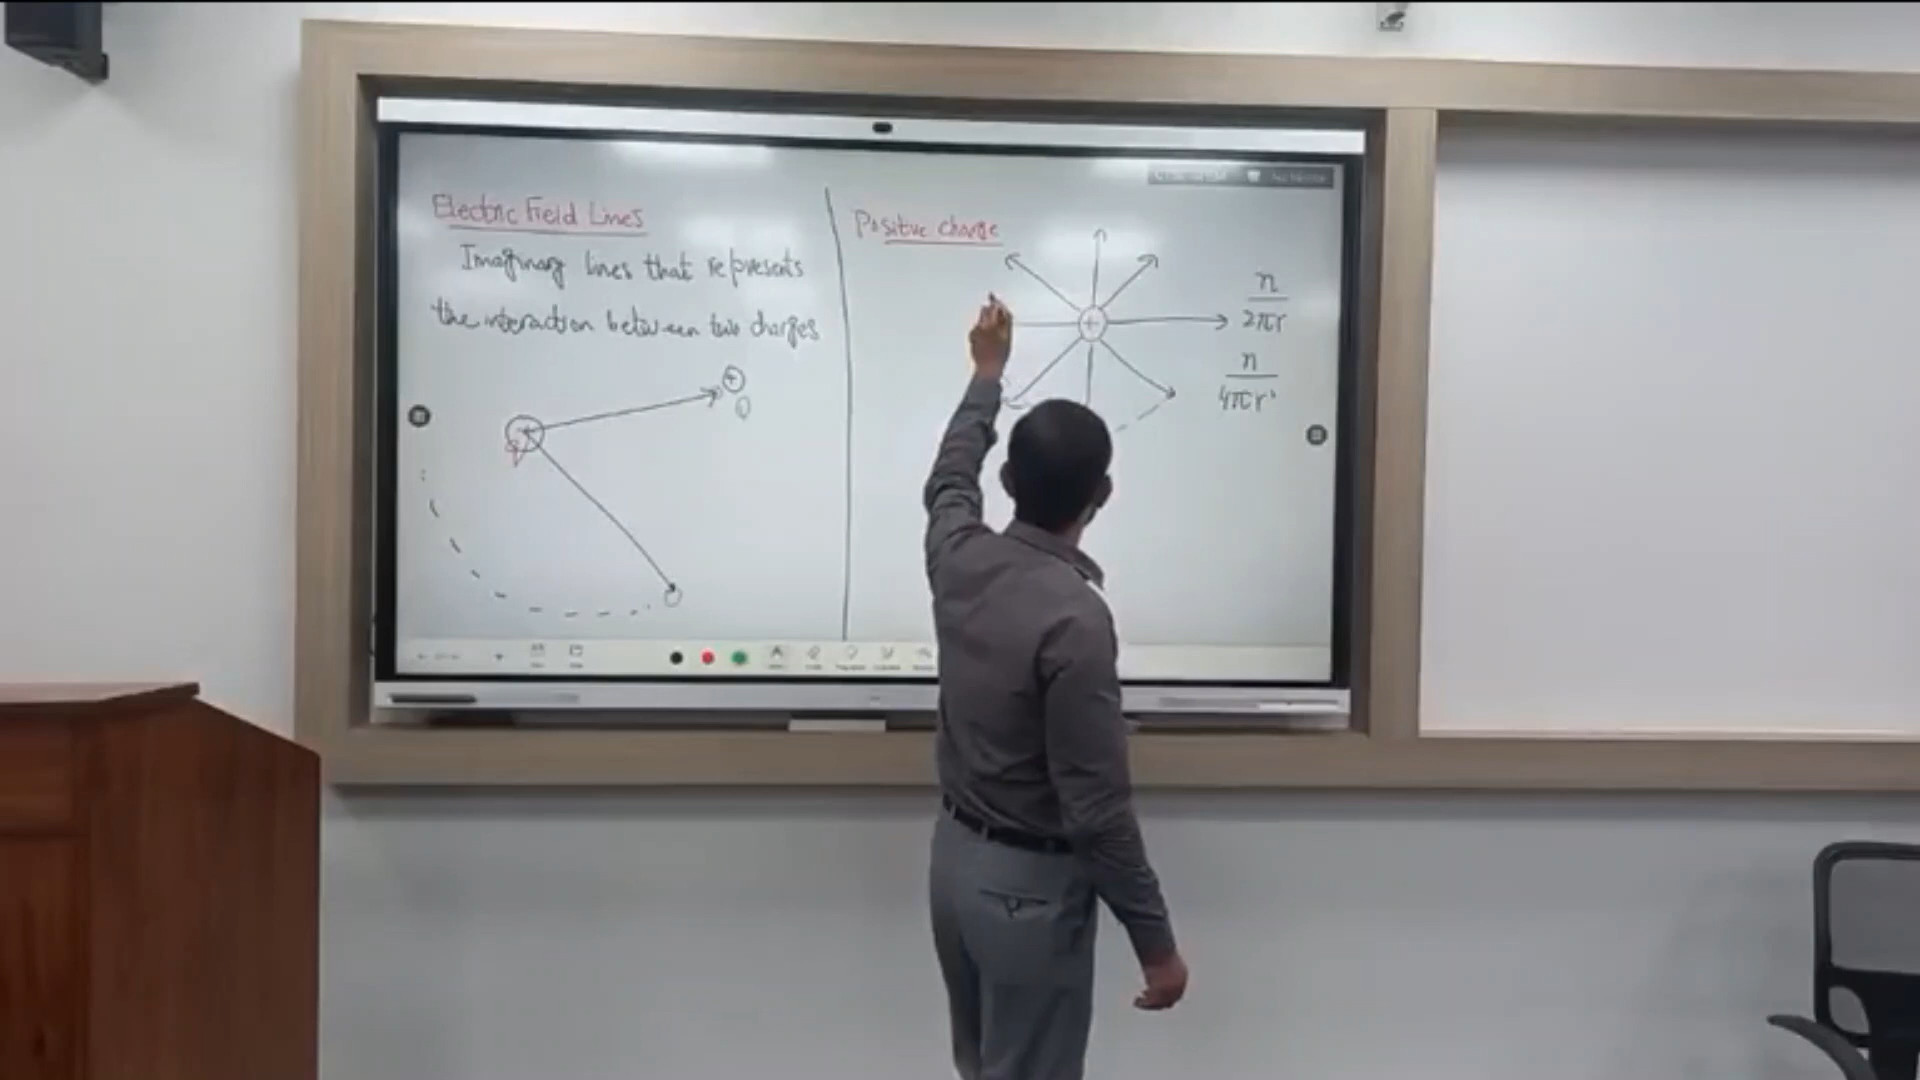 Electric Field Lines
Imaginary lines that represents
the interaction between two charges
+
q
Positive charge
+
n
2πr
n
4πr²